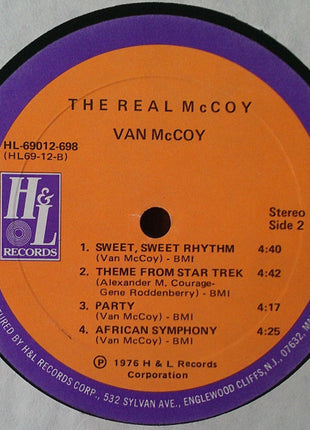 THE REAL McCOY
VAN McCOY
HL-69012-698
(HL69-12-B)
H&L
RECORDS
Stereo
Side 2
1. SWEET, SWEET RHYTHM 4:40
(Van McCoy) - BMI
2. THEME FROM STAR TREK 4:42
(Alexander M. Courage-
Gene Roddenberry) - BMI
3. PARTY 4:17
(Van McCoy) - BMI
4. AFRICAN SYMPHONY 4:25
(Van McCoy) - BMI
Ⓟ 1976 H & L Records
Corporation
TURED BY H&L RECORDS CORP., 532 SYLVAN AVE., ENGLEWOOD CLIFFS, N.J., 07632, MA